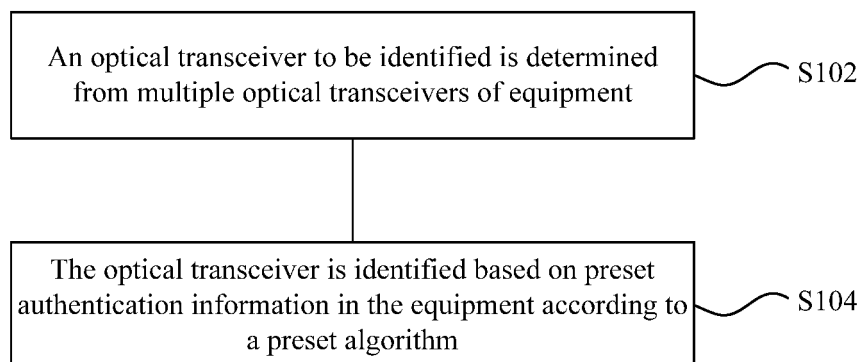 An optical transceiver to be identified is determined
from multiple optical transceivers of equipment
S102
The optical transceiver is identified based on preset
authentication information in the equipment according to
a preset algorithm
S104